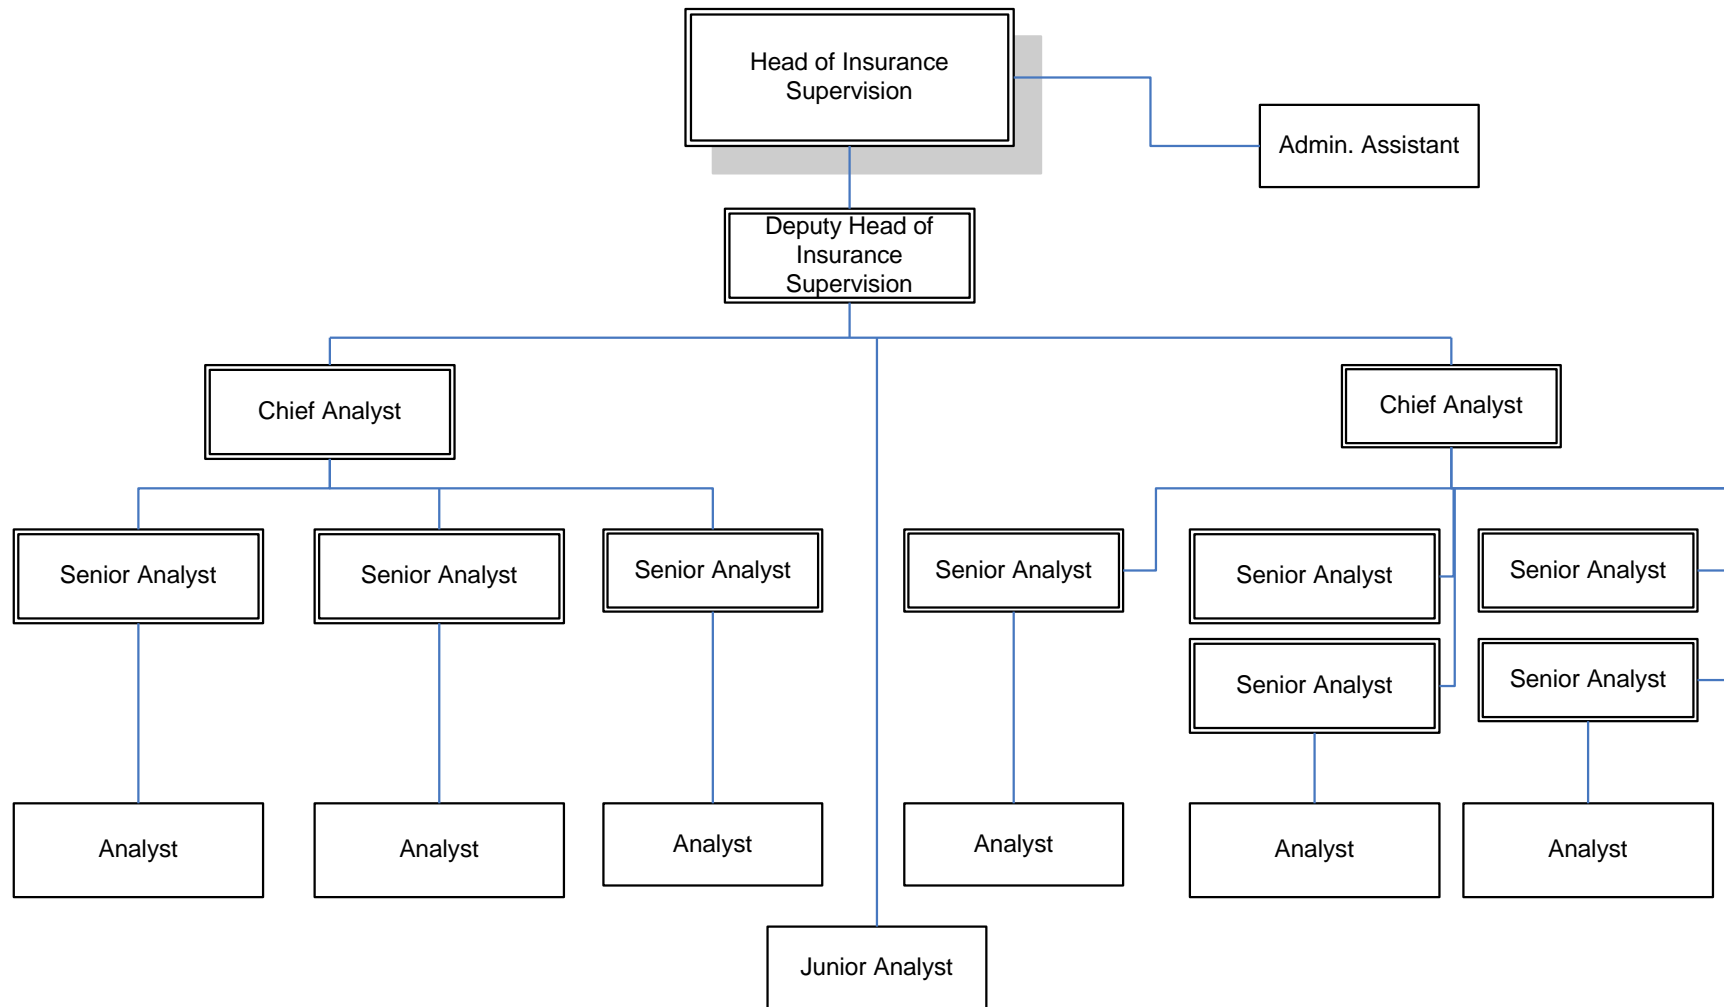 Head of Insurance
Supervision
Admin. Assistant
Deputy Head of
Insurance
Supervision
Chief Analyst
Chief Analyst
Senior Analyst
Senior Analyst
Senior Analyst
Senior Analyst
Senior Analyst
Senior Analyst
Senior Analyst
Senior Analyst
Analyst
Analyst
Analyst
Analyst
Analyst
Analyst
Junior Analyst